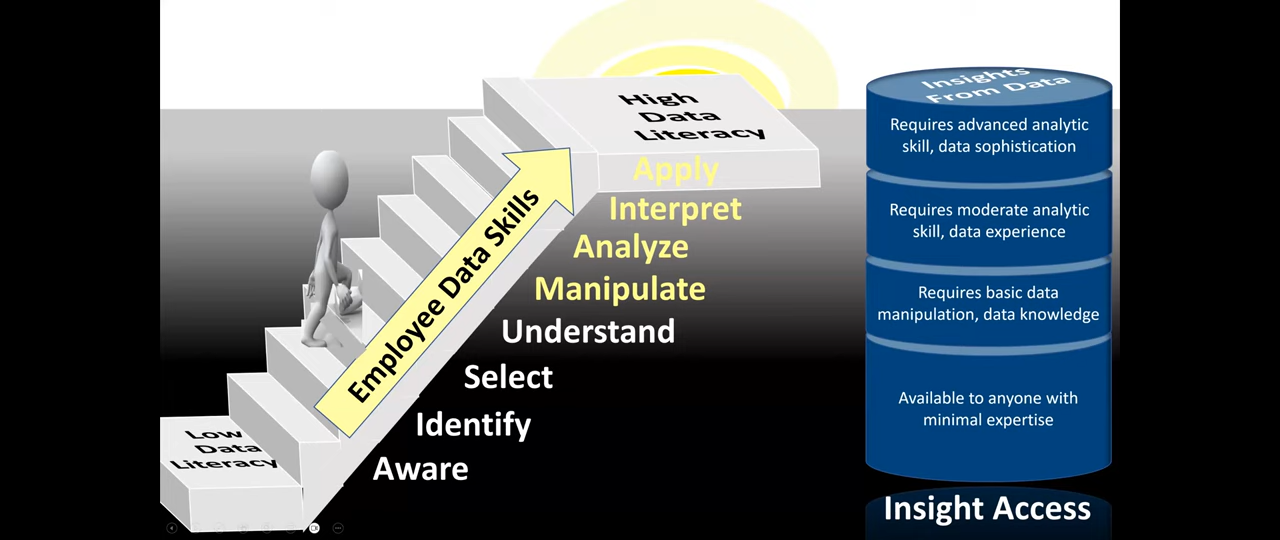 High
Data
Literacy
Apply
Interpret
Analyze
Manipulate
Understand
Select
Identify
Aware
Employee Data Skills
Low
Data
Literacy
Insights
From Data
Requires advanced analytic
skill, data sophistication
Requires moderate analytic
skill, data experience
Requires basic data
manipulation, data knowledge
Available to anyone with
minimal expertise
Insight Access